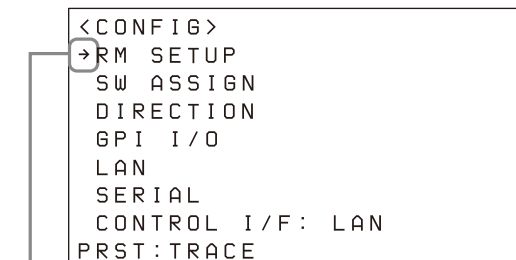 <CONFIG>
→RM SETUP
SW ASSIGN
DIRECTION
GPI I/O
LAN
SERIAL
CONTROL I/F: LAN
PRST:TRACE